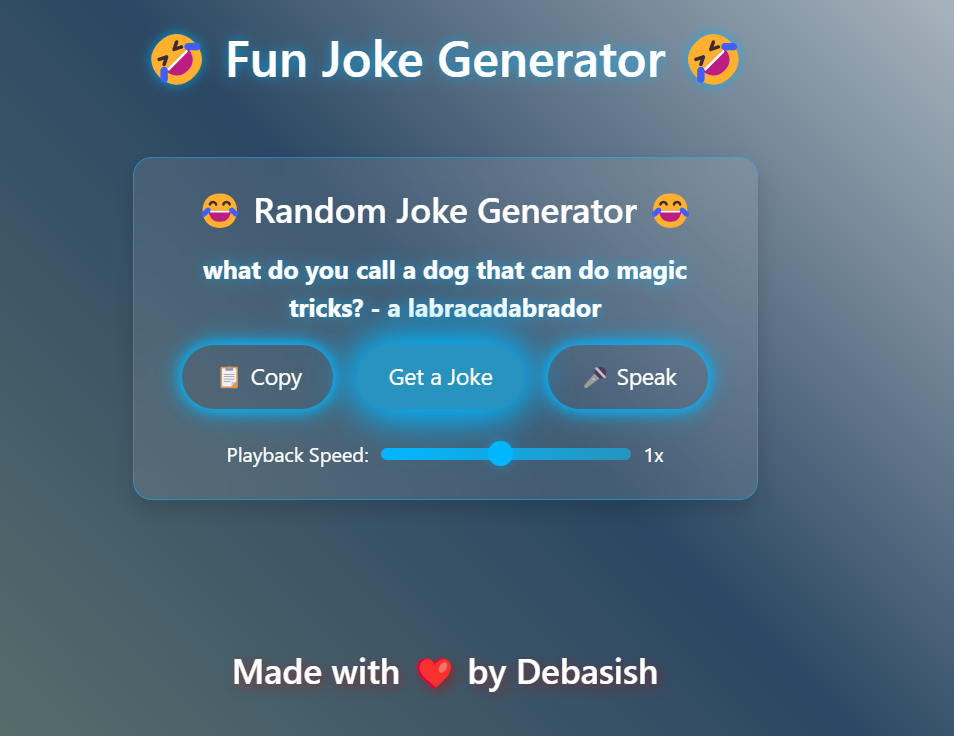 🤣 Fun Joke Generator 🤣
😂 Random Joke Generator 😂
what do you call a dog that can do magic
tricks? - a labracadabrador
📋 Copy
Get a Joke
🎤 Speak
Playback Speed: 1x
Made with ❤️ by Debasish